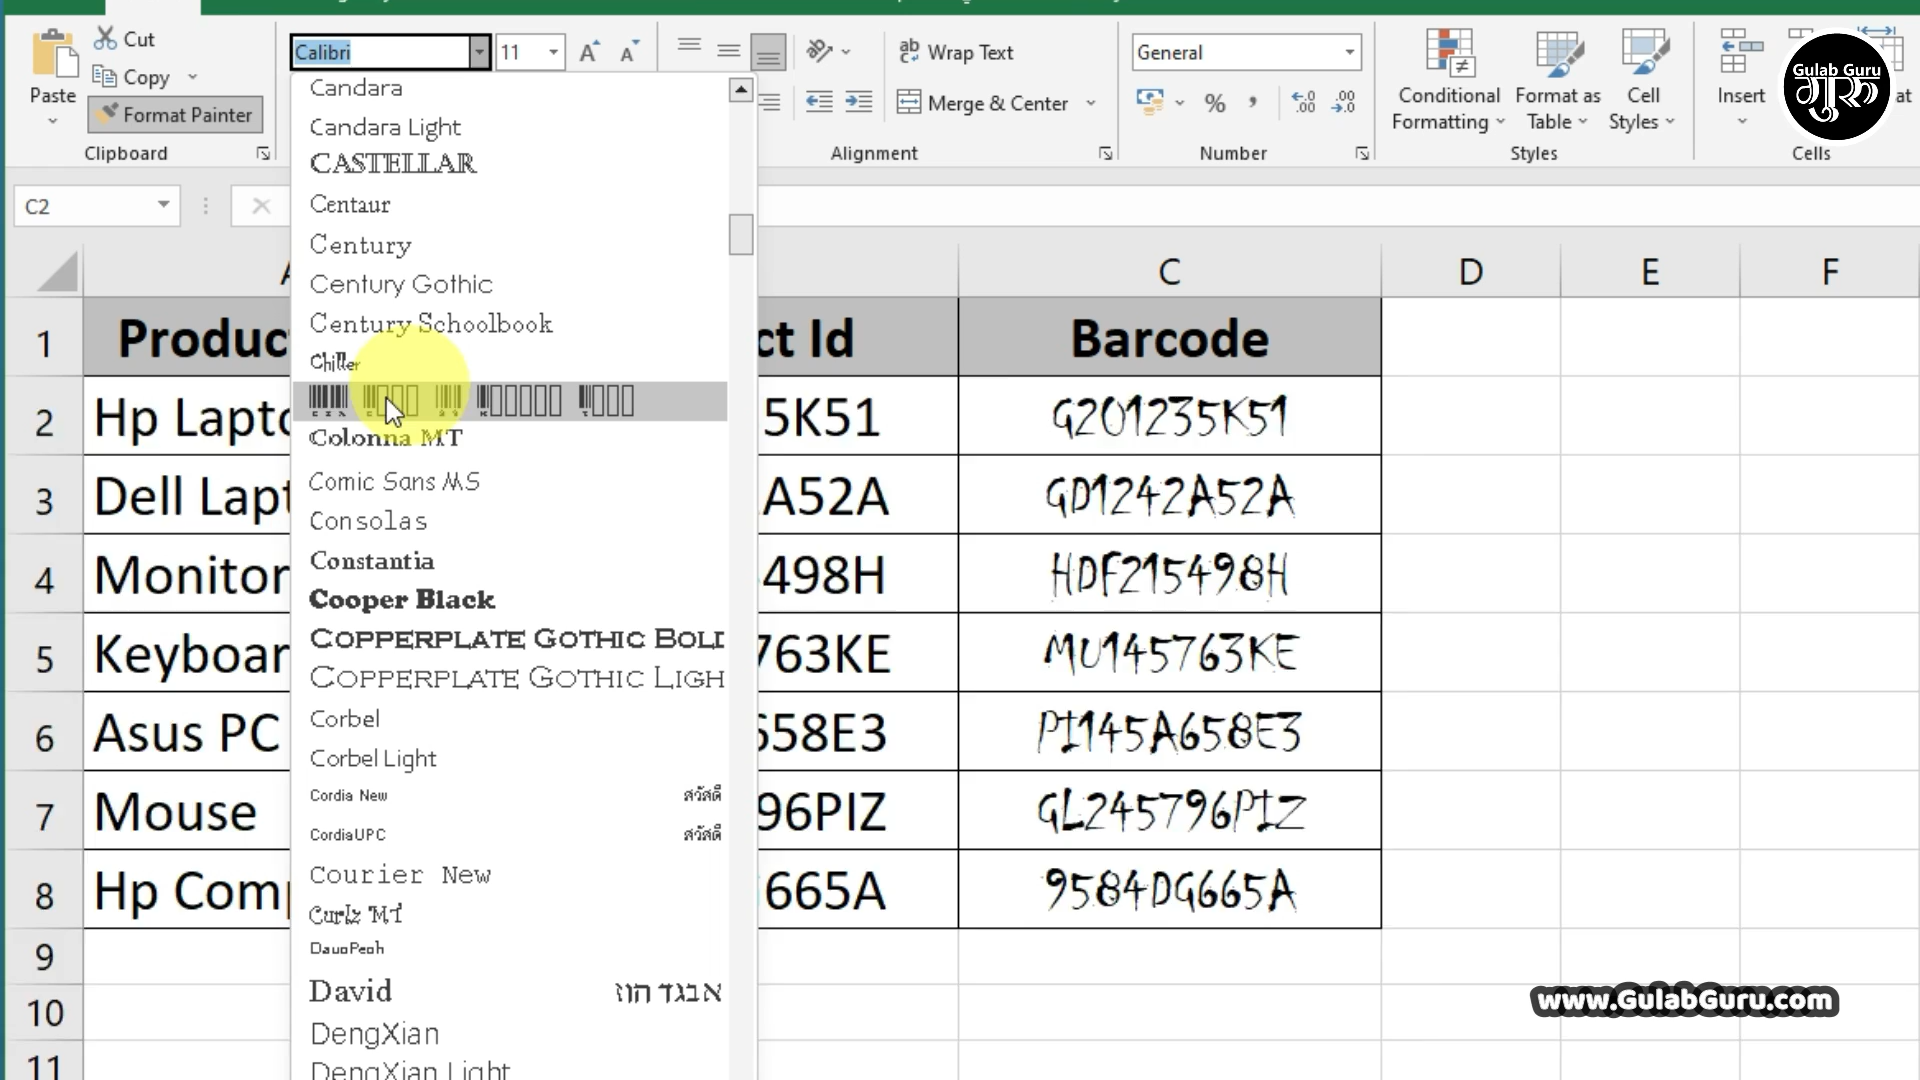 Cut
Copy
Paste
Format Painter
Clipboard
Calibri
11
Wrap Text
Merge & Center
Alignment
General
%
Number
Conditional
Formatting
Format as
Table
Cell
Styles
Styles
Insert
at
Cells
Gulab Guru
गुरू
C2
Candara
Candara Light
CASTELLAR
Centaur
Century
Century Gothic
Century Schoolbook
Chiller
Colonna MT
Comic Sans MS
Consolas
Constantia
Cooper Black
COPPERPLATE GOTHIC BOLD
COPPERPLATE GOTHIC LIGH
Corbel
Corbel Light
Cordia New สวัสดี
CordiaUPC สวัสดี
Courier New
Curlz MT
DaunPenh
David אבגד הוז
DengXian
DengXian Light
A C D E F
1 Produc ct Id Barcode
2 Hp Lapto 5K51 G201235K51
3 Dell Lapt A52A GD1242A52A
4 Monitor 498H HDF215498H
5 Keyboar 763KE MU145763KE
6 Asus PC 658E3 PI145A658E3
7 Mouse 96PIZ GL245796PIZ
8 Hp Comp 665A 9584DG665A
9
10
11
www.GulabGuru.com